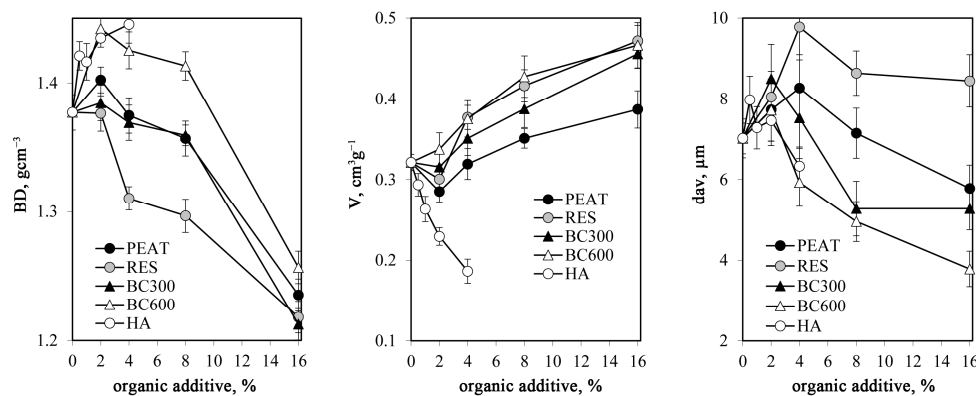 BD, gcm⁻³
1.4
1.3
1.2
PEAT
RES
BC300
BC600
HA
0 2 4 6 8 10 12 14 16
organic additive, %
V, cm³g⁻¹
0.5
0.4
0.3
0.2
0.1
PEAT
RES
BC300
BC600
HA
0 2 4 6 8 10 12 14 16
organic additive, %
dav, µm
10
8
6
4
2
PEAT
RES
BC300
BC600
HA
0 2 4 6 8 10 12 14 16
organic additive, %